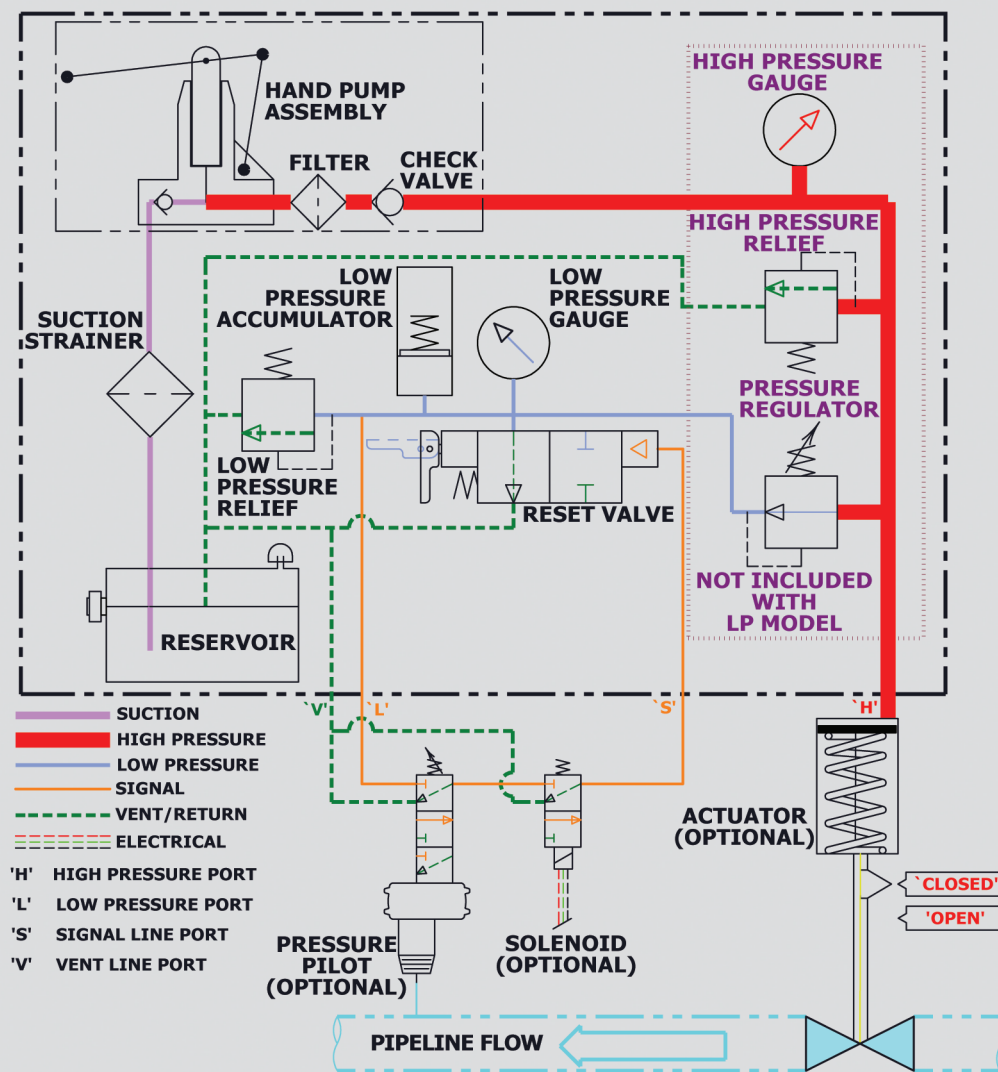 HIGH PRESSURE
GAUGE
HAND PUMP
ASSEMBLY
FILTER
CHECK
VALVE
HIGH PRESSURE
RELIEF
LOW
PRESSURE
ACCUMULATOR
LOW
PRESSURE
GAUGE
SUCTION
STRAINER
PRESSURE
REGULATOR
LOW
PRESSURE
RELIEF
RESET VALVE
NOT INCLUDED
WITH
LP MODEL
RESERVOIR
`V'
`L'
`S'
`H'
SUCTION
HIGH PRESSURE
LOW PRESSURE
SIGNAL
VENT/RETURN
ELECTRICAL
'H' HIGH PRESSURE PORT
'L' LOW PRESSURE PORT
'S' SIGNAL LINE PORT
'V' VENT LINE PORT
ACTUATOR
(OPTIONAL)
`CLOSED'
'OPEN'
PRESSURE
PILOT
(OPTIONAL)
SOLENOID
(OPTIONAL)
PIPELINE FLOW